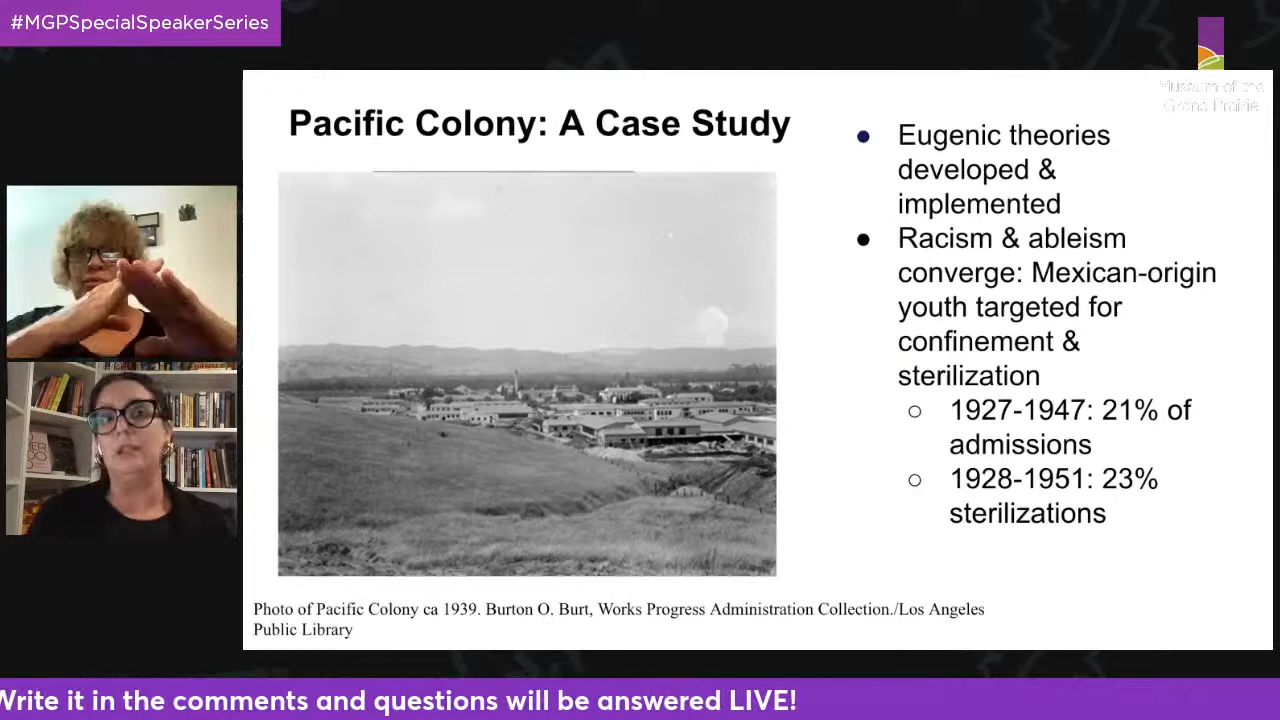 #MGPSpecialSpeakerSeries
Museum of the
Grand Prairie
Pacific Colony: A Case Study
● Eugenic theories
developed &
implemented
● Racism & ableism
converge: Mexican-origin
youth targeted for
confinement &
sterilization
○ 1927-1947: 21% of
admissions
○ 1928-1951: 23%
sterilizations
Photo of Pacific Colony ca 1939. Burton O. Burt, Works Progress Administration Collection./Los Angeles
Public Library
Write it in the comments and questions will be answered LIVE!